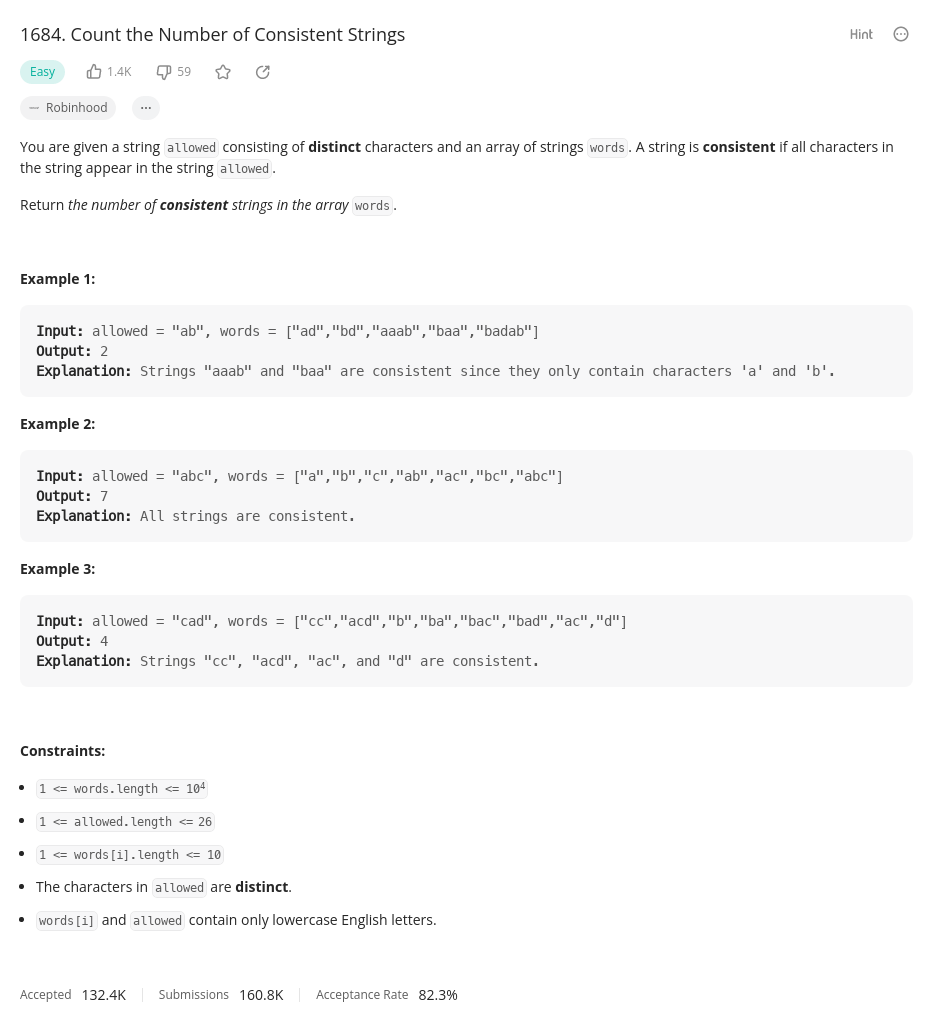 1684. Count the Number of Consistent Strings
Hint
Easy 1.4K 59
Robinhood ...
You are given a string allowed consisting of distinct characters and an array of strings words. A string is consistent if all characters in
the string appear in the string allowed.
Return the number of consistent strings in the array words.
Example 1:
Input: allowed = "ab", words = ["ad","bd","aaab","baa","badab"]
Output: 2
Explanation: Strings "aaab" and "baa" are consistent since they only contain characters 'a' and 'b'.
Example 2:
Input: allowed = "abc", words = ["a","b","c","ab","ac","bc","abc"]
Output: 7
Explanation: All strings are consistent.
Example 3:
Input: allowed = "cad", words = ["cc","acd","b","ba","bac","bad","ac","d"]
Output: 4
Explanation: Strings "cc", "acd", "ac", and "d" are consistent.
Constraints:
• 1 <= words.length <= 10⁴
• 1 <= allowed.length <= 26
• 1 <= words[i].length <= 10
• The characters in allowed are distinct.
• words[i] and allowed contain only lowercase English letters.
Accepted 132.4K Submissions 160.8K Acceptance Rate 82.3%